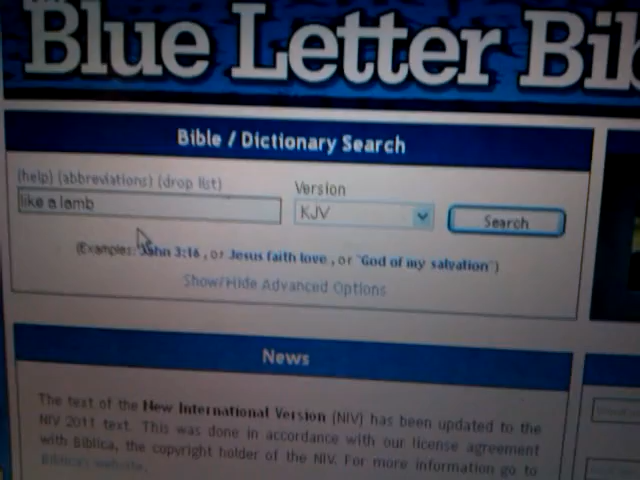 Blue Letter Bib
Bible / Dictionary Search
(help) (abbreviations) (drop list)
Version
like a lamb
KJV
Search
(Examples: John 3:16 , or Jesus faith love , or "God of my salvation")
Show/Hide Advanced Options
News
The text of the New International Version (NIV) has been updated to the
NIV 2011 text. This was done in accordance with our license agreement
with Biblica, the copyright holder of the NIV. For more information go to
Biblica's website.